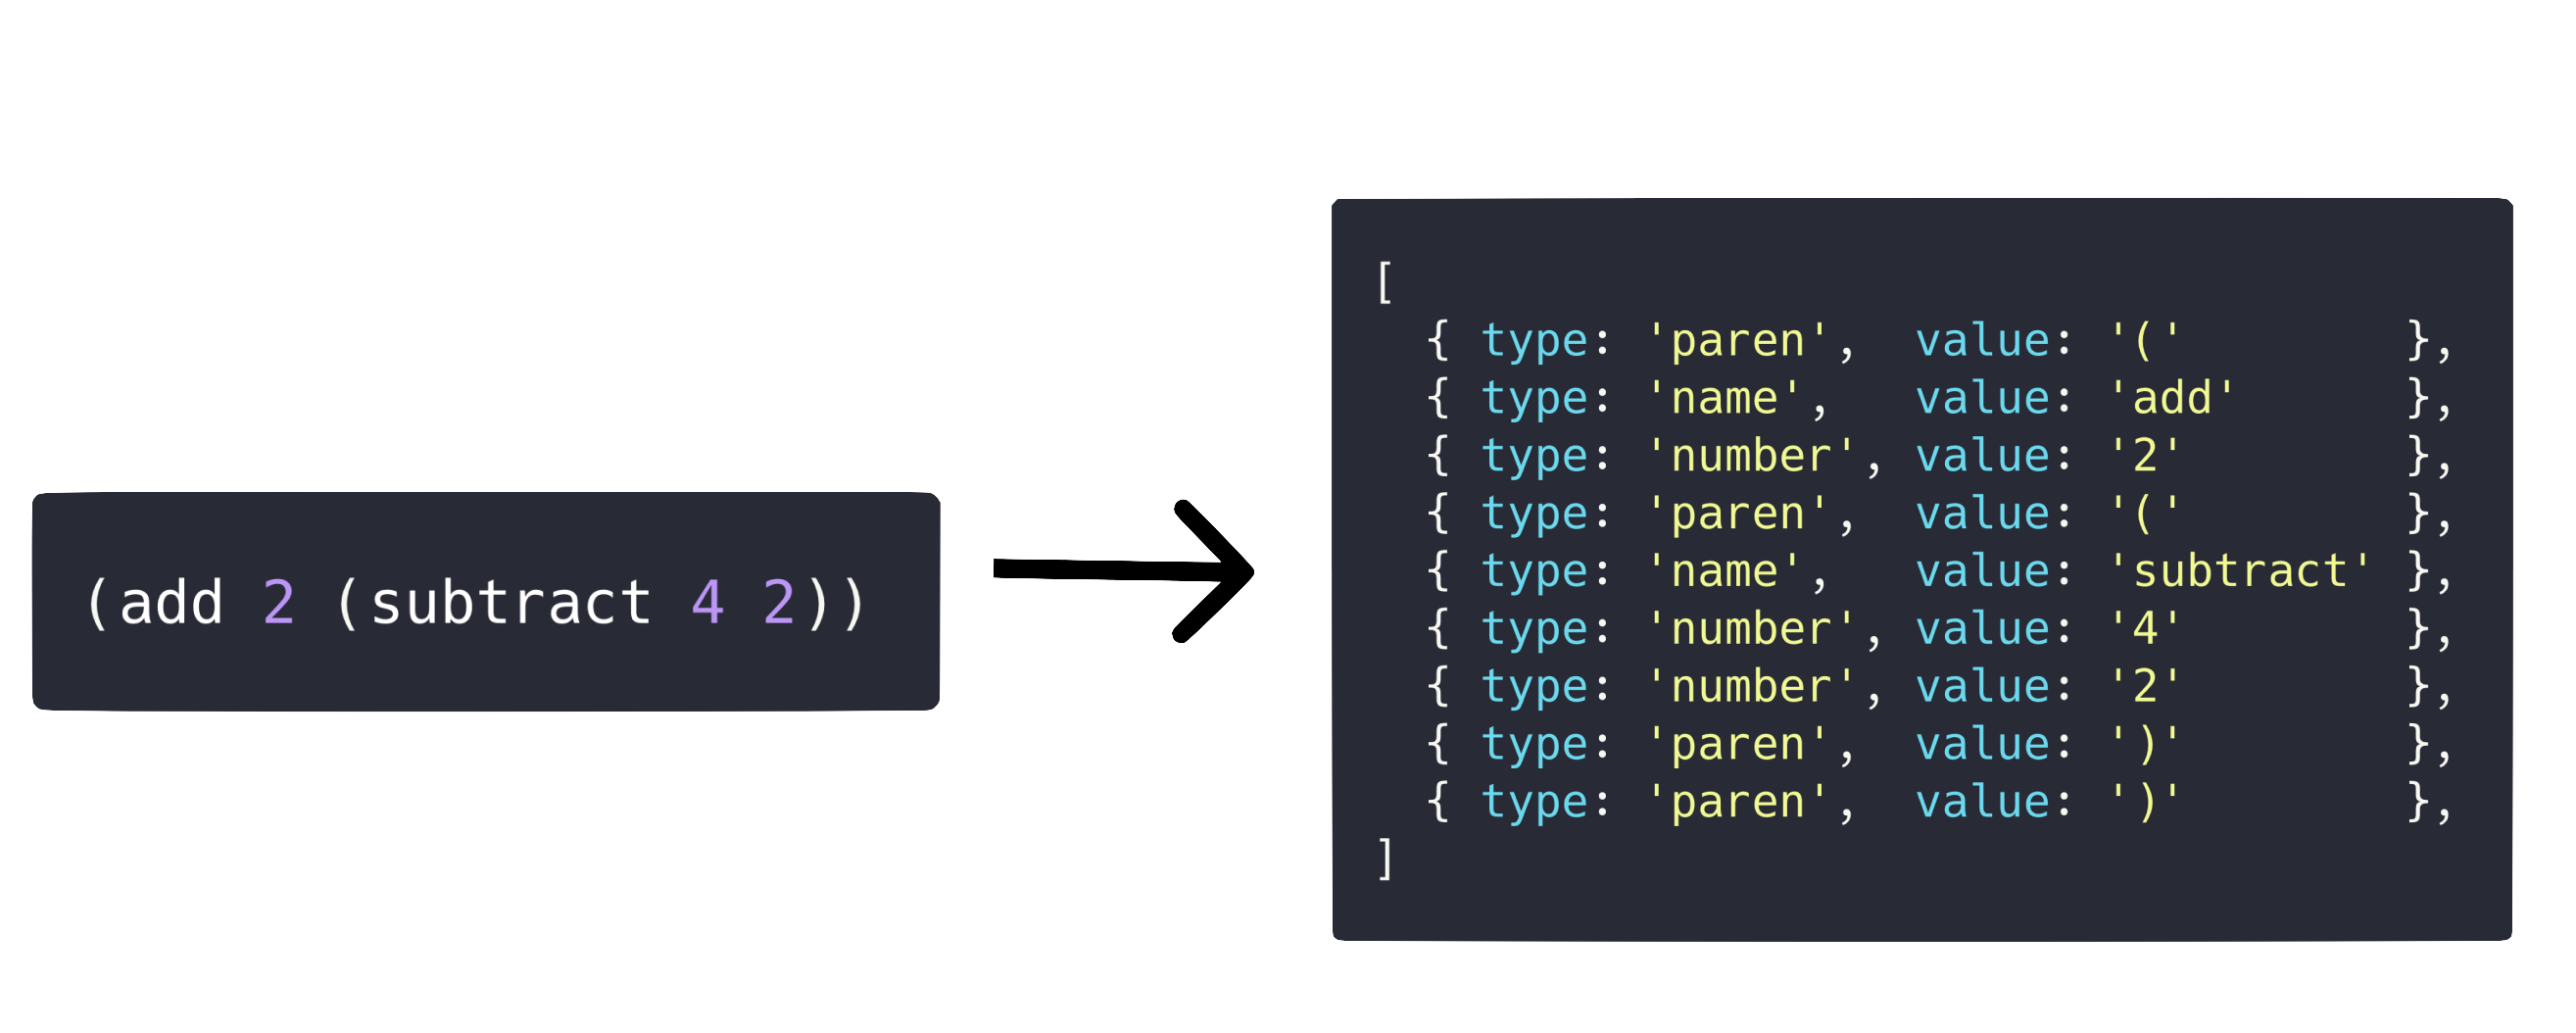 (add 2 (subtract 4 2))
[
  { type: 'paren',  value: '('        },
  { type: 'name',   value: 'add'      },
  { type: 'number', value: '2'        },
  { type: 'paren',  value: '('        },
  { type: 'name',   value: 'subtract' },
  { type: 'number', value: '4'        },
  { type: 'number', value: '2'        },
  { type: 'paren',  value: ')'        },
  { type: 'paren',  value: ')'        },
]